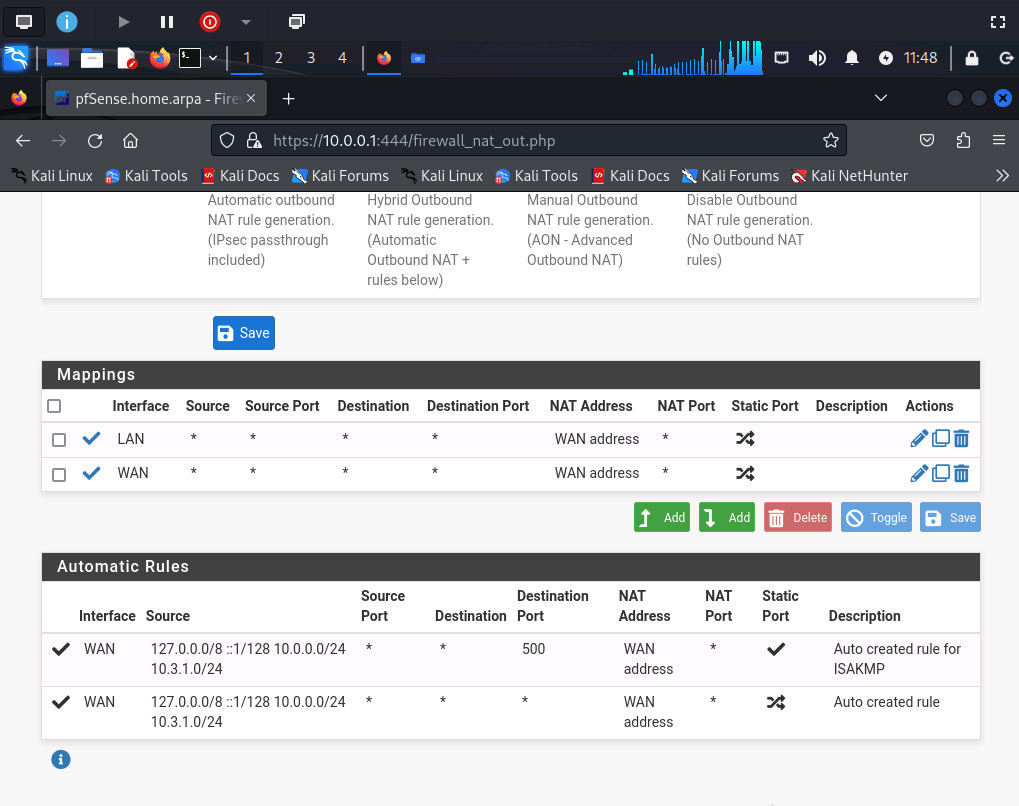 1 2 3 4 11:48
pfSense.home.arpa - Fire
https://10.0.0.1:444/firewall_nat_out.php
Kali Linux Kali Tools Kali Docs Kali Forums Kali Linux Kali Tools Kali Docs Kali Forums Kali NetHunter
Automatic outbound NAT rule generation. (IPsec passthrough included)
Hybrid Outbound NAT rule generation. (Automatic Outbound NAT + rules below)
Manual Outbound NAT rule generation. (AON - Advanced Outbound NAT)
Disable Outbound NAT rule generation. (No Outbound NAT rules)
Save
Mappings
Interface Source Source Port Destination Destination Port NAT Address NAT Port Static Port Description Actions
LAN * * * * WAN address *
WAN * * * * WAN address *
Add Add Delete Toggle Save
Automatic Rules
Interface Source Source Port Destination Destination Port NAT Address NAT Port Static Port Description
WAN 127.0.0.0/8 ::1/128 10.0.0.0/24 10.3.1.0/24 * * 500 WAN address * Auto created rule for ISAKMP
WAN 127.0.0.0/8 ::1/128 10.0.0.0/24 10.3.1.0/24 * * * WAN address * Auto created rule